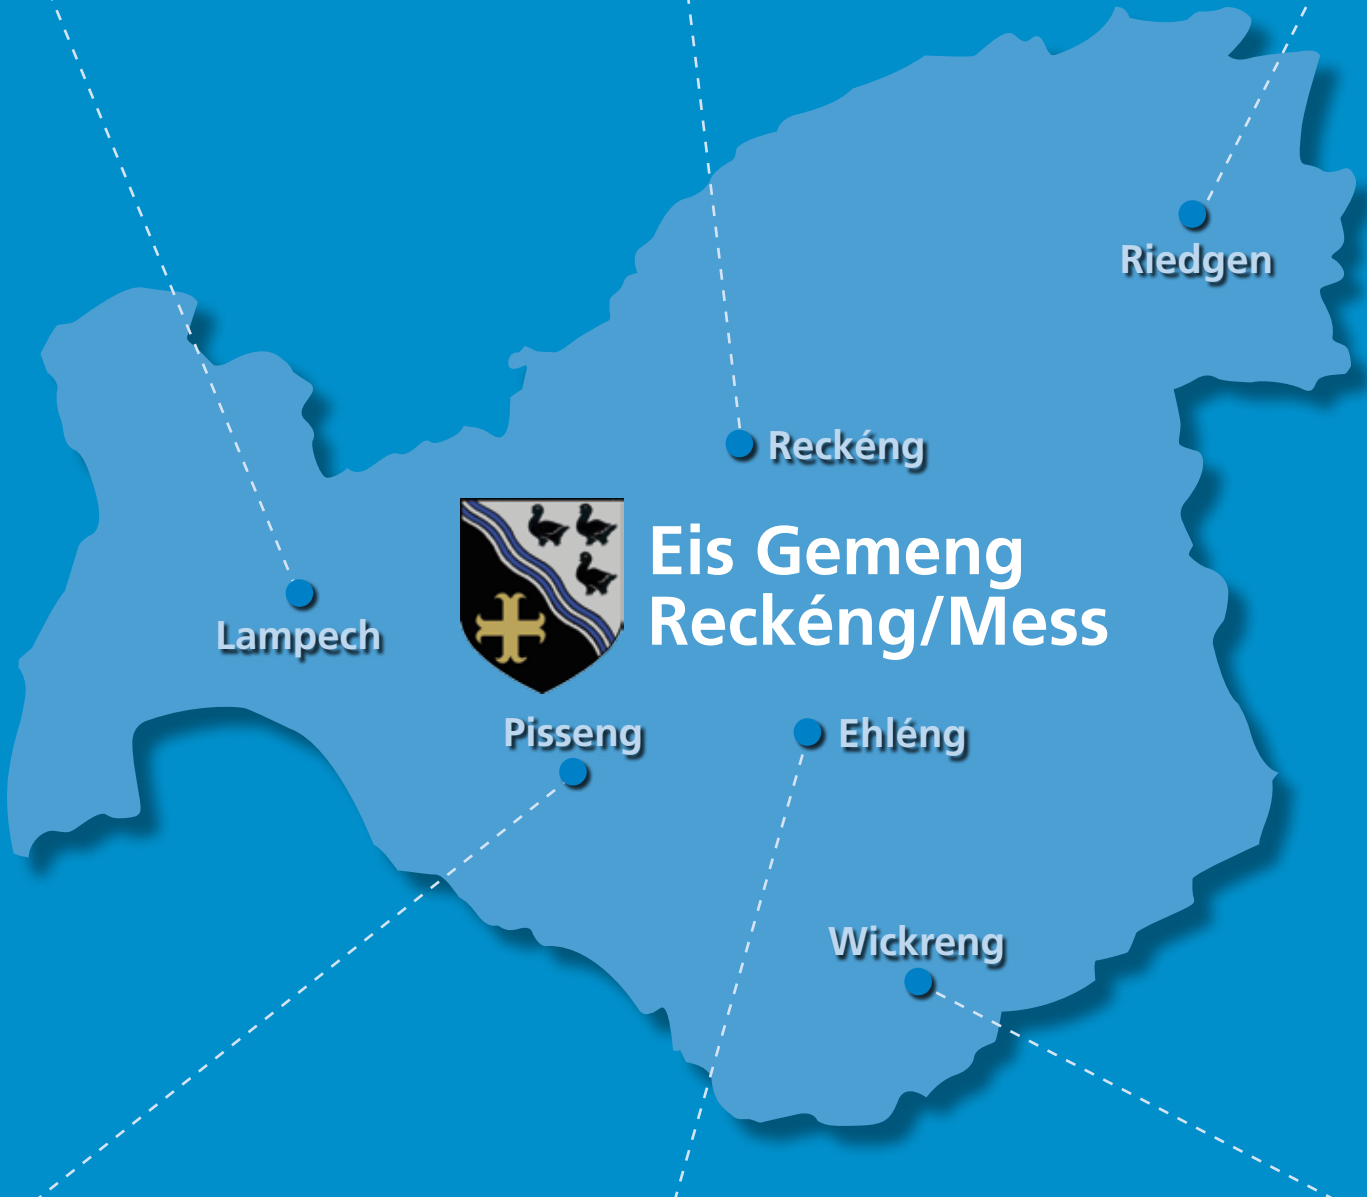 Riedgen
Reckéng
Eis Gemeng
Reckéng/Mess
Lampech
Pisseng
Ehléng
Wickreng